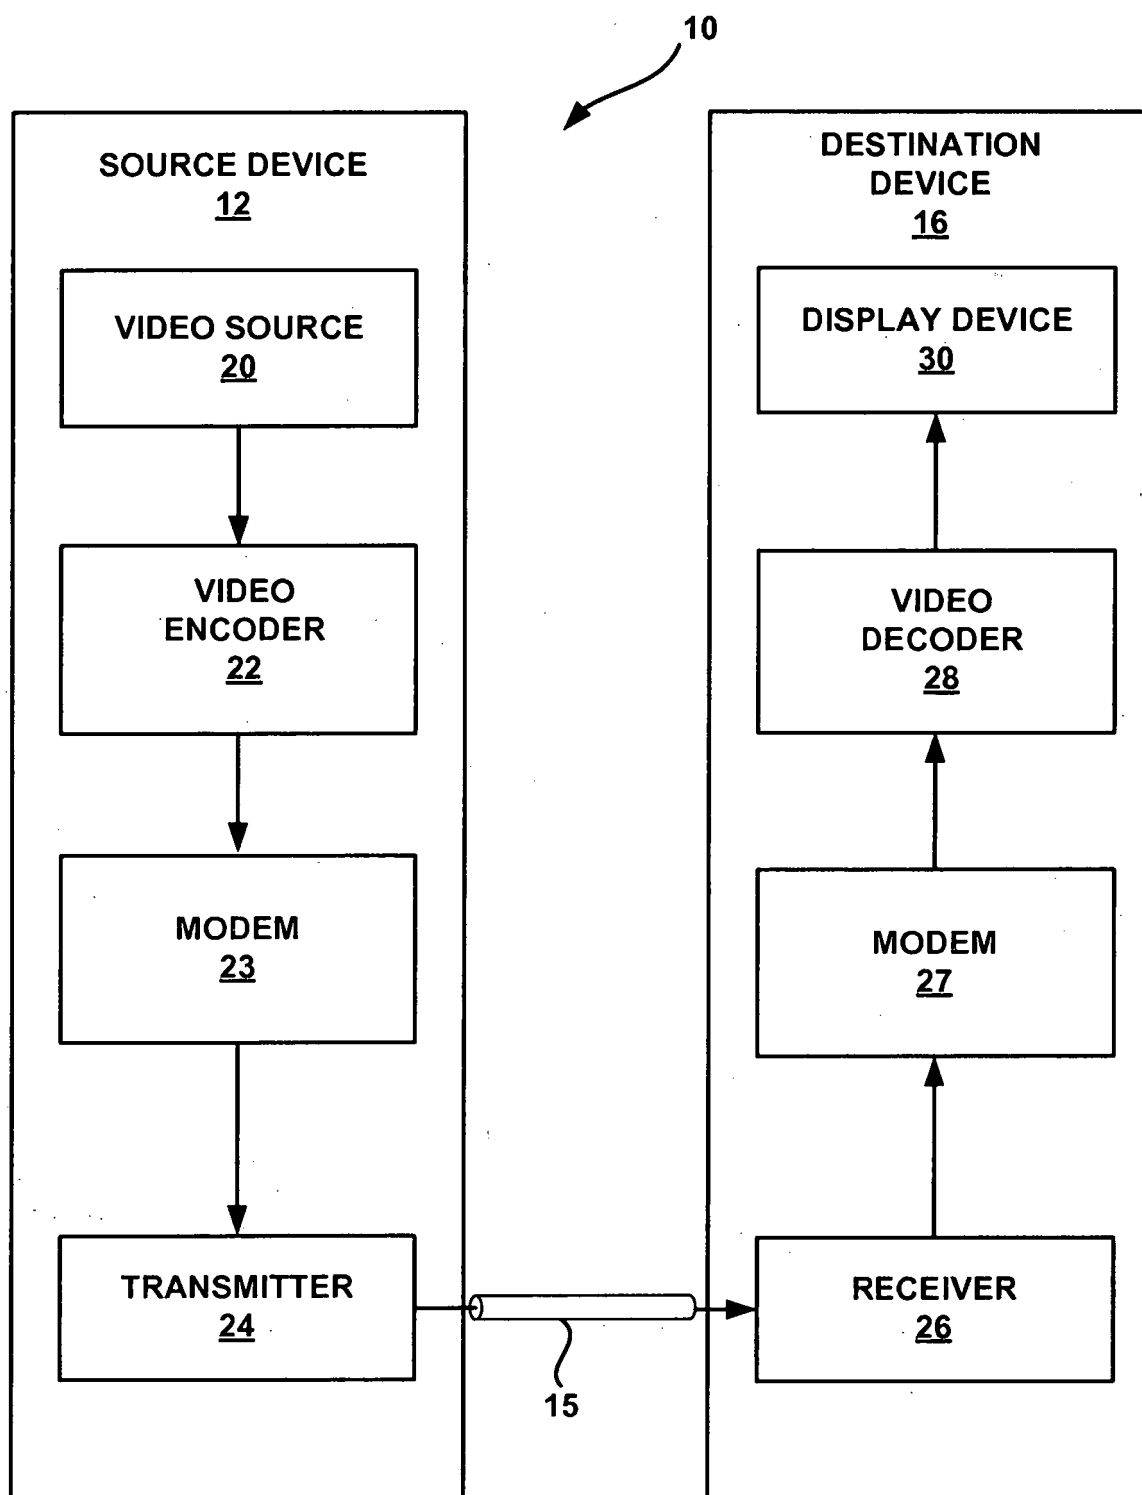 10
SOURCE DEVICE
12
VIDEO SOURCE
20
VIDEO
ENCODER
22
MODEM
23
TRANSMITTER
24
15
DESTINATION
DEVICE
16
DISPLAY DEVICE
30
VIDEO
DECODER
28
MODEM
27
RECEIVER
26